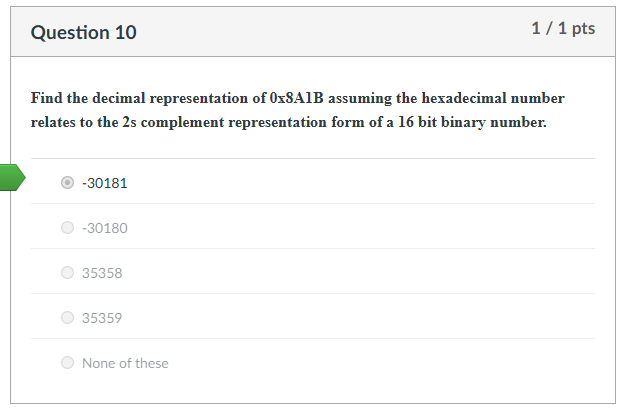 Question 10
1 / 1 pts
Find the decimal representation of 0x8A1B assuming the hexadecimal number
relates to the 2s complement representation form of a 16 bit binary number.
-30181
-30180
35358
35359
None of these